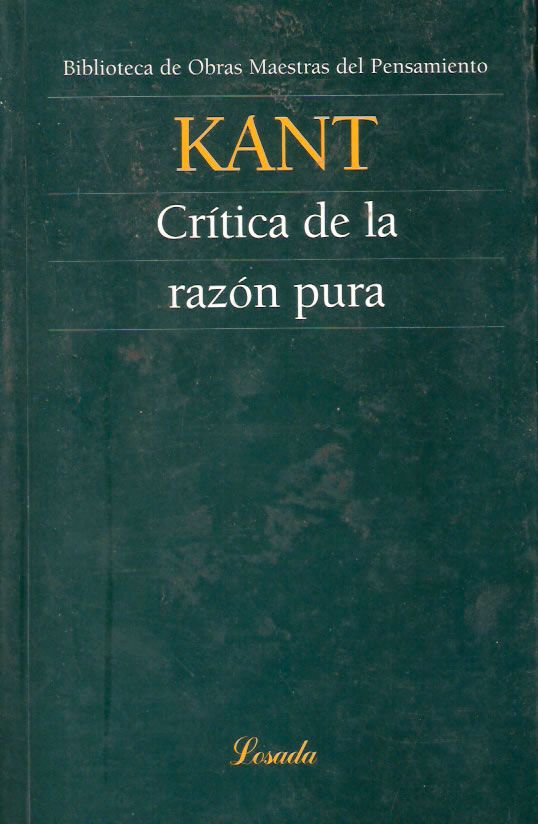 Biblioteca de Obras Maestras del Pensamiento
KANT
Crítica de la
razón pura
Losada